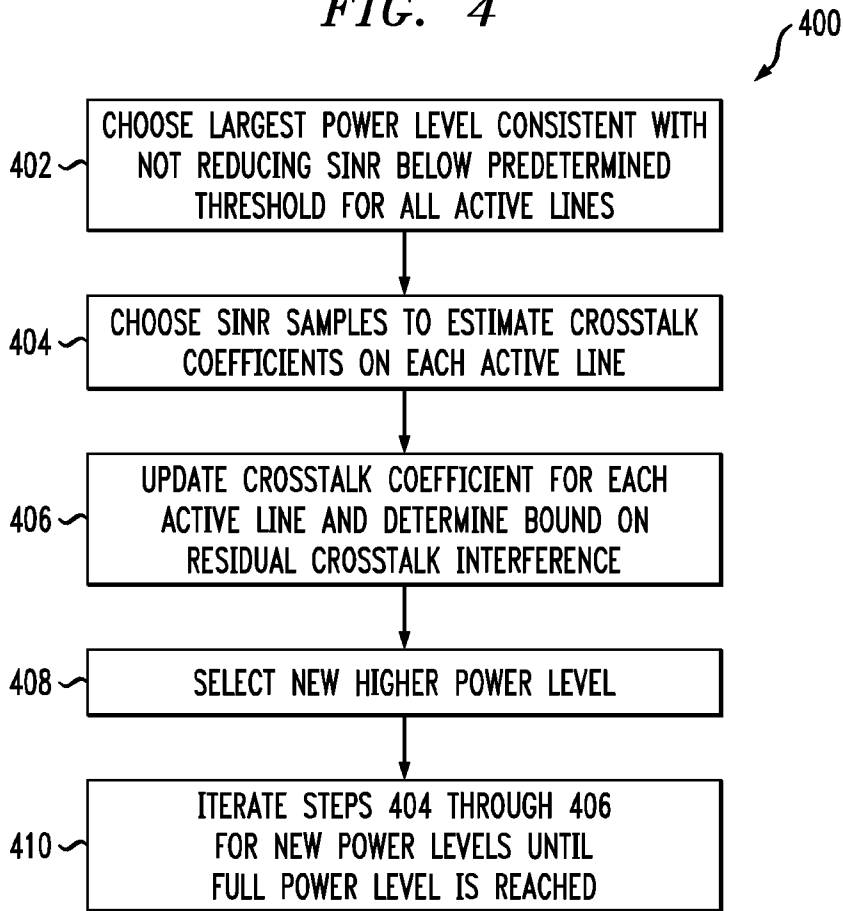 FIG. 4
400
402
CHOOSE LARGEST POWER LEVEL CONSISTENT WITH
NOT REDUCING SINR BELOW PREDETERMINED
THRESHOLD FOR ALL ACTIVE LINES
404
CHOOSE SINR SAMPLES TO ESTIMATE CROSSTALK
COEFFICIENTS ON EACH ACTIVE LINE
406
UPDATE CROSSTALK COEFFICIENT FOR EACH
ACTIVE LINE AND DETERMINE BOUND ON
RESIDUAL CROSSTALK INTERFERENCE
408
SELECT NEW HIGHER POWER LEVEL
410
ITERATE STEPS 404 THROUGH 406
FOR NEW POWER LEVELS UNTIL
FULL POWER LEVEL IS REACHED